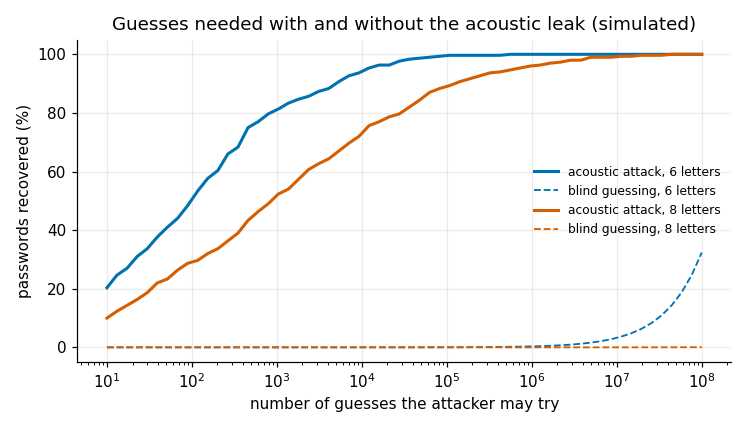 Guesses needed with and without the acoustic leak (simulated)
passwords recovered (%)
100
80
60
40
20
0
acoustic attack, 6 letters
blind guessing, 6 letters
acoustic attack, 8 letters
blind guessing, 8 letters
10¹ 10² 10³ 10⁴ 10⁵ 10⁶ 10⁷ 10⁸
number of guesses the attacker may try